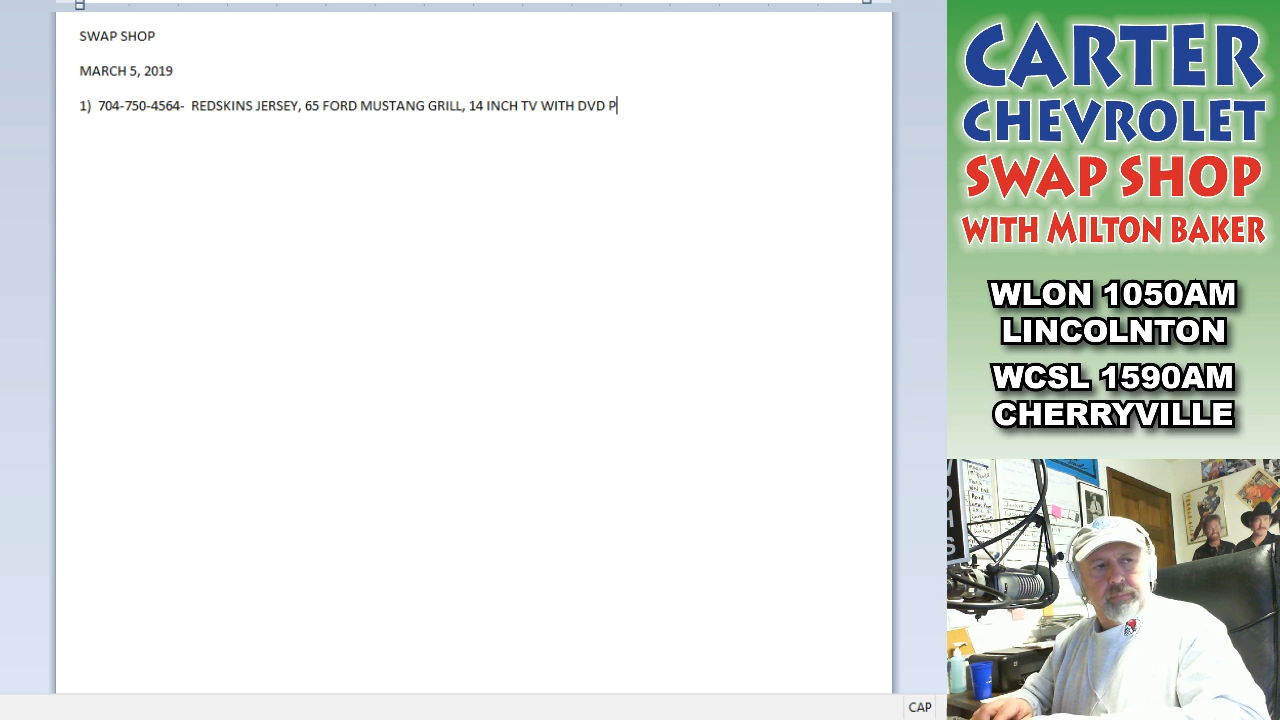 SWAP SHOP
MARCH 5, 2019
1) 704-750-4564- REDSKINS JERSEY, 65 FORD MUSTANG GRILL, 14 INCH TV WITH DVD P
CAP
CARTER
CHEVROLET
SWAP SHOP
WITH MILTON BAKER
WLON 1050AM
LINCOLNTON
WCSL 1590AM
CHERRYVILLE